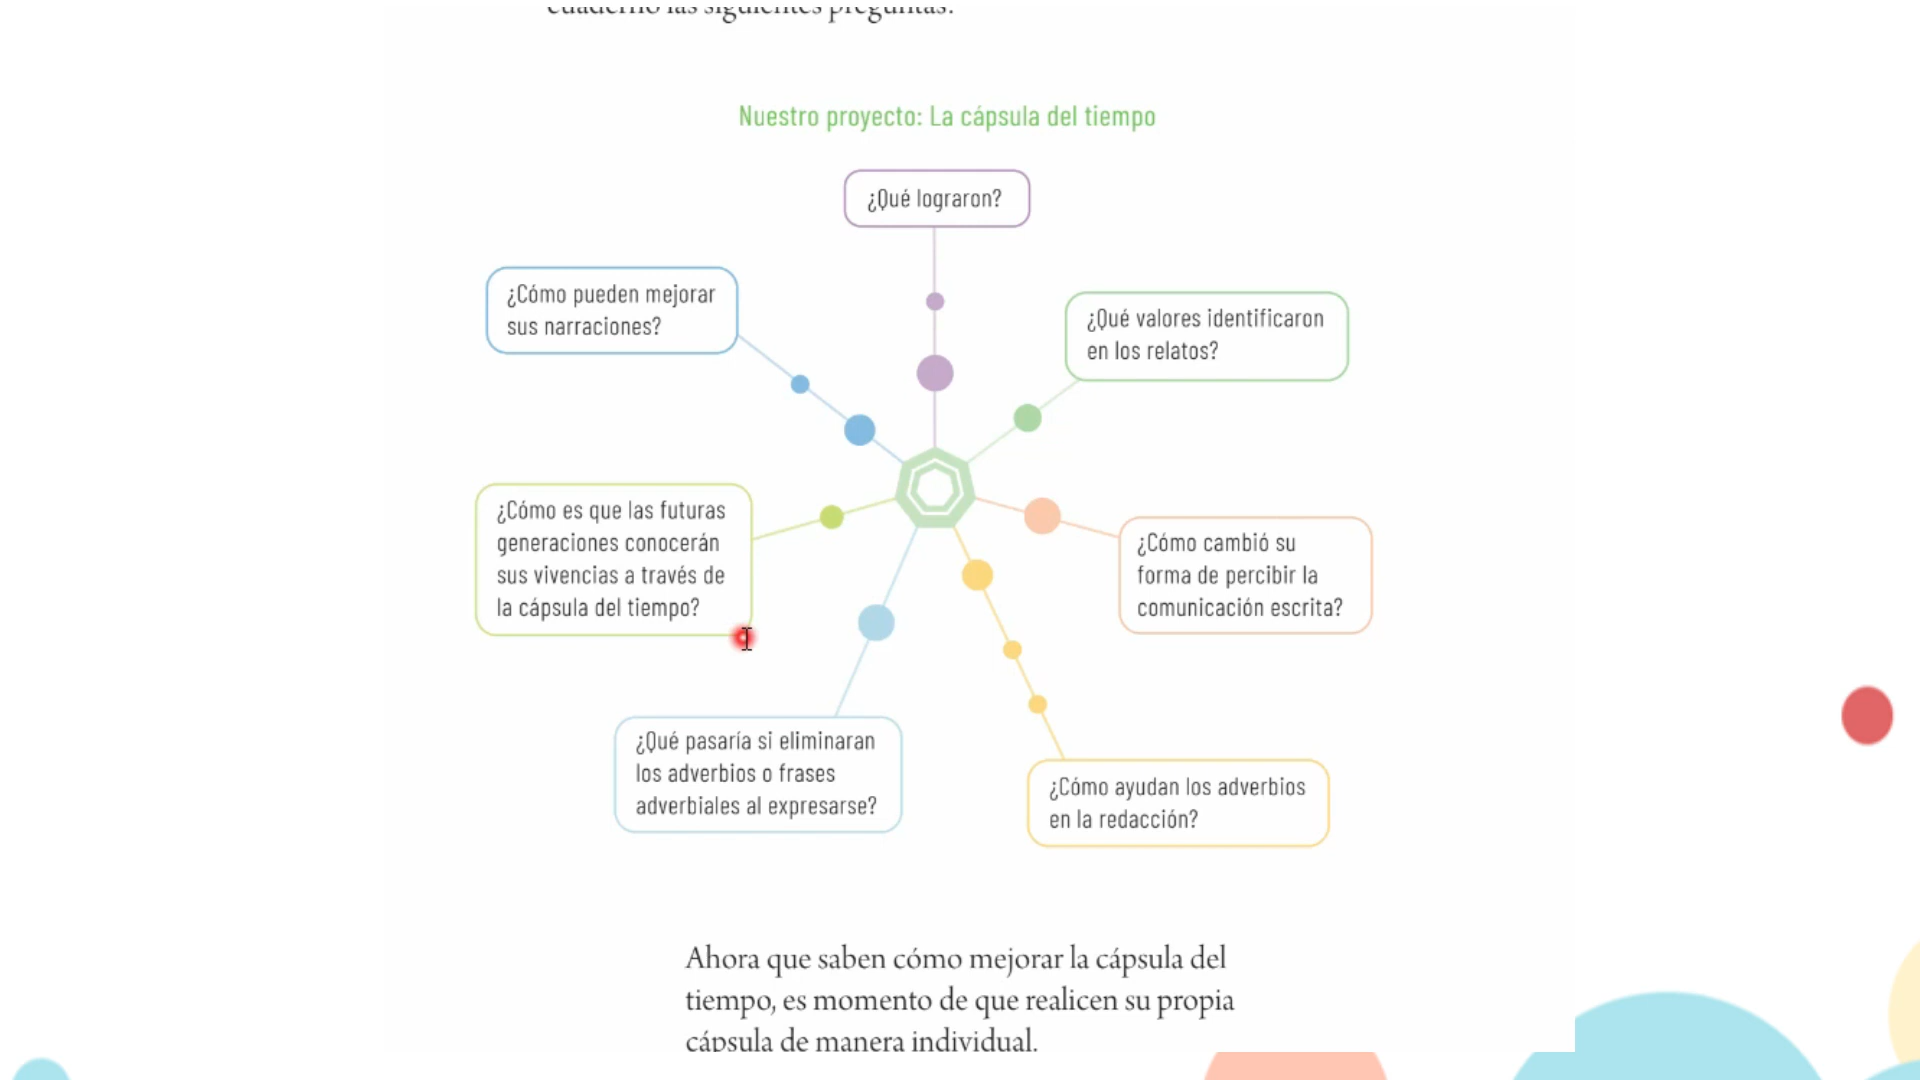 cuaderno las siguientes preguntas:
Nuestro proyecto: La cápsula del tiempo
¿Qué lograron?
¿Cómo pueden mejorar
sus narraciones?
¿Qué valores identificaron
en los relatos?
¿Cómo es que las futuras
generaciones conocerán
sus vivencias a través de
la cápsula del tiempo?
¿Cómo cambió su
forma de percibir la
comunicación escrita?
¿Qué pasaría si eliminaran
los adverbios o frases
adverbiales al expresarse?
¿Cómo ayudan los adverbios
en la redacción?
Ahora que saben cómo mejorar la cápsula del
tiempo, es momento de que realicen su propia
cápsula de manera individual.